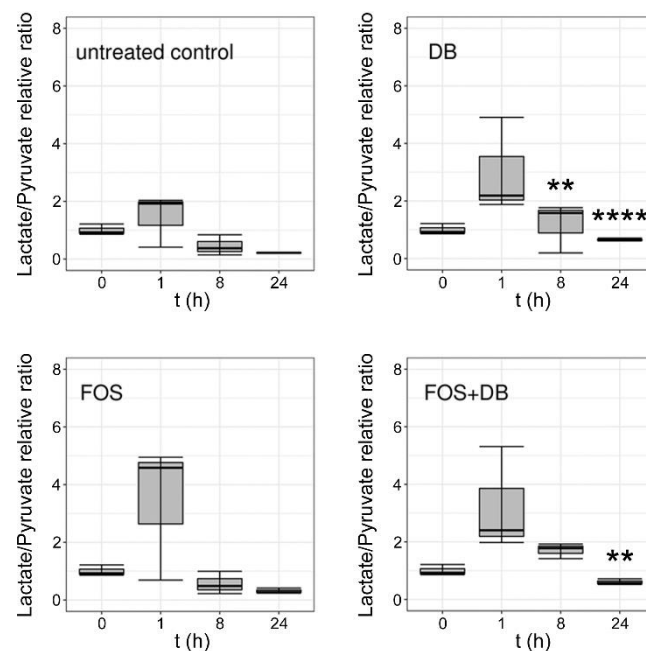 Lactate/Pyruvate relative ratio
8
6
4
2
0
untreated control
0 1 8 24
t (h)
Lactate/Pyruvate relative ratio
8
6
4
2
0
DB
**
****
0 1 8 24
t (h)
Lactate/Pyruvate relative ratio
8
6
4
2
0
FOS
0 1 8 24
t (h)
Lactate/Pyruvate relative ratio
8
6
4
2
0
FOS+DB
**
0 1 8 24
t (h)